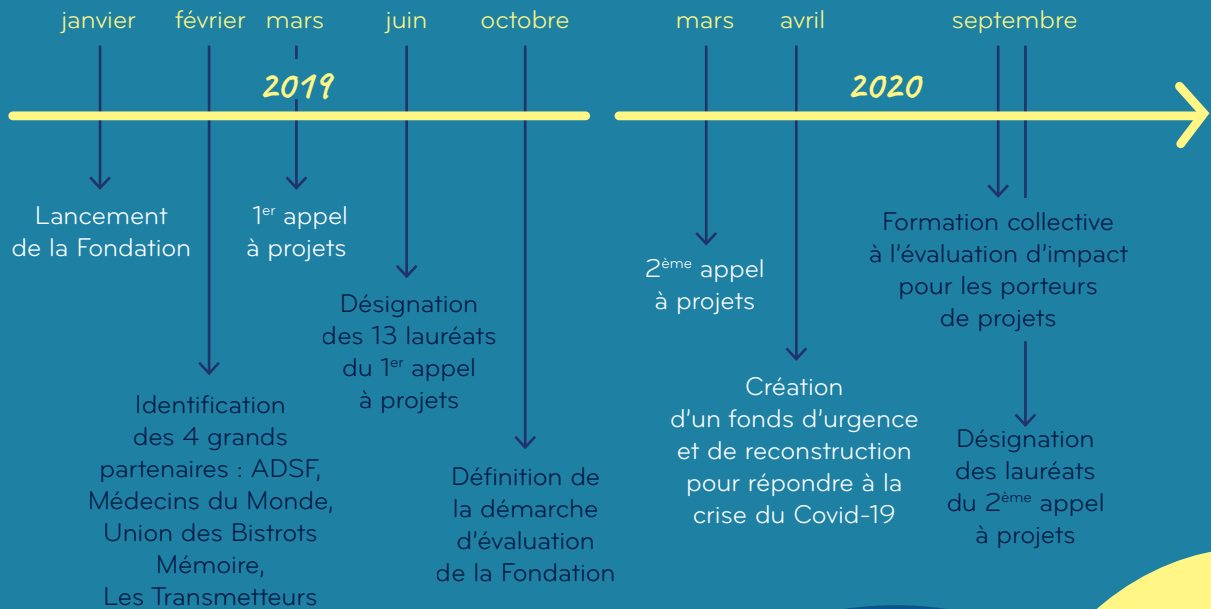 janvier
février
mars
juin
octobre
mars
avril
septembre
2019
2020
Lancement
de la Fondation
Identification
des 4 grands
partenaires : ADSF,
Médecins du Monde,
Union des Bistrots
Mémoire,
Les Transmetteurs
1er appel
à projets
Désignation
des 13 lauréats
du 1er appel
à projets
Définition de
la démarche
d'évaluation
de la Fondation
2ème appel
à projets
Création
d'un fonds d'urgence
et de reconstruction
pour répondre à la
crise du Covid-19
Formation collective
à l'évaluation d'impact
pour les porteurs
de projets
Désignation
des lauréats
du 2ème appel
à projets